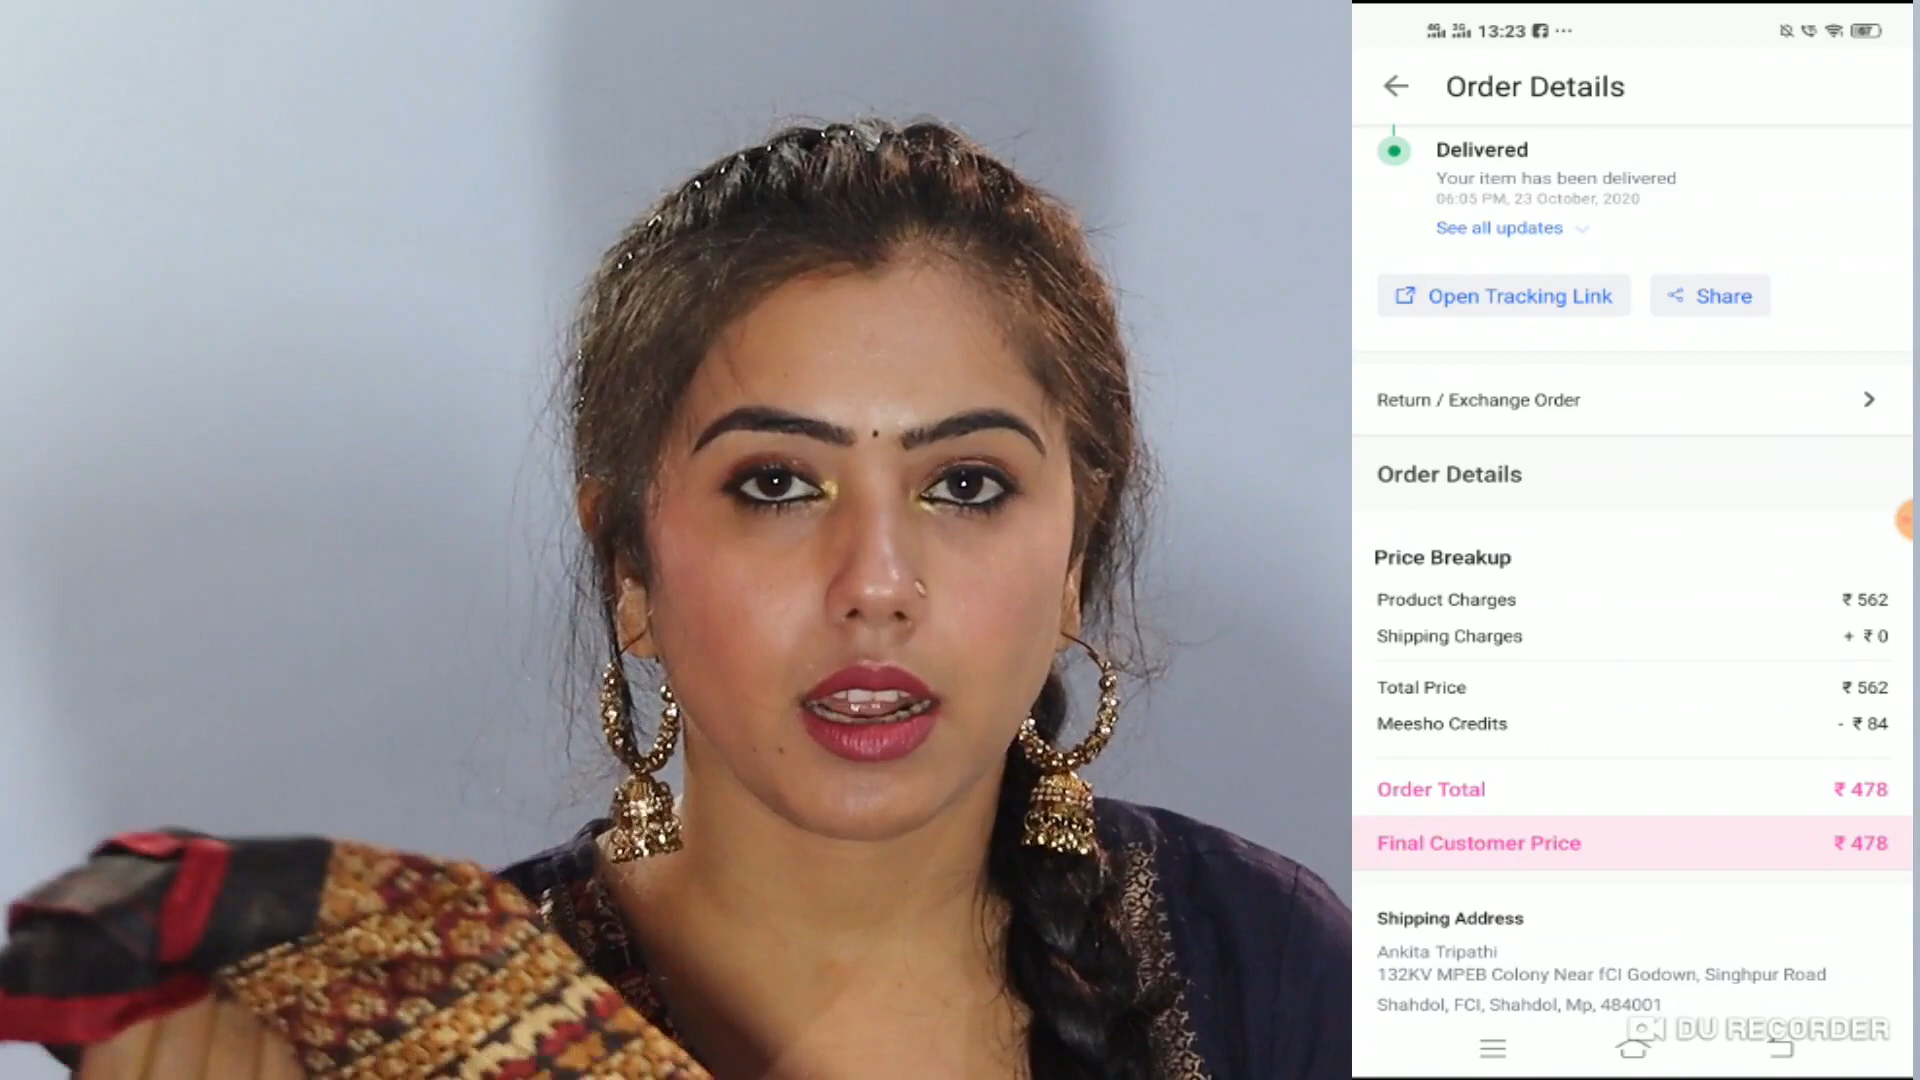 4G 3G 13:23 ...
67
Order Details
Delivered
Your item has been delivered
06:05 PM, 23 October, 2020
See all updates
Open Tracking Link
Share
Return / Exchange Order
Order Details
Price Breakup
Product Charges ₹ 562
Shipping Charges + ₹ 0
Total Price ₹ 562
Meesho Credits - ₹ 84
Order Total ₹ 478
Final Customer Price ₹ 478
Shipping Address
Ankita Tripathi
132KV MPEB Colony Near fCI Godown, Singhpur Road
Shahdol, FCI, Shahdol, Mp, 484001
DU RECORDER